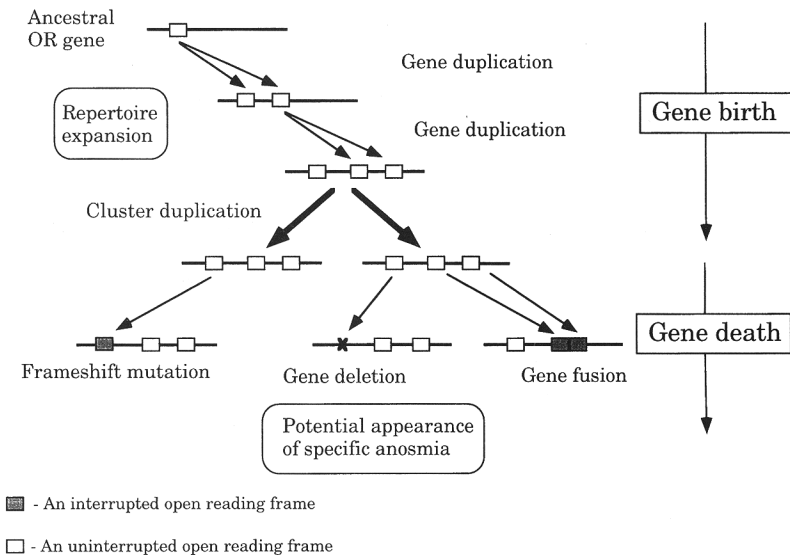 Ancestral
OR gene
Gene duplication
Repertoire
expansion
Gene birth
Gene duplication
Cluster duplication
Gene death
Frameshift mutation
Gene deletion
Gene fusion
Potential appearance
of specific anosmia
- An interrupted open reading frame
- An uninterrupted open reading frame